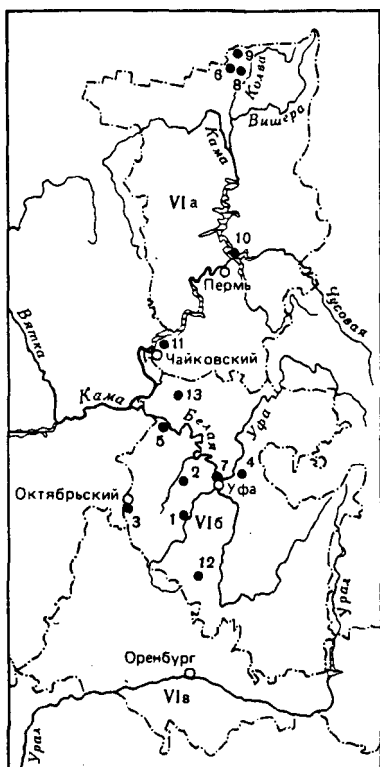 9
6
8
Колва
Вишера
Кама
VIа
10
Пермь
Чусовая
Вятка
11
Чайковский
Кама
13
Белая
Уфа
5
2
7
4
Уфа
Октябрьский
3
1
VIб
12
Урал
Оренбург
VIв
Урал